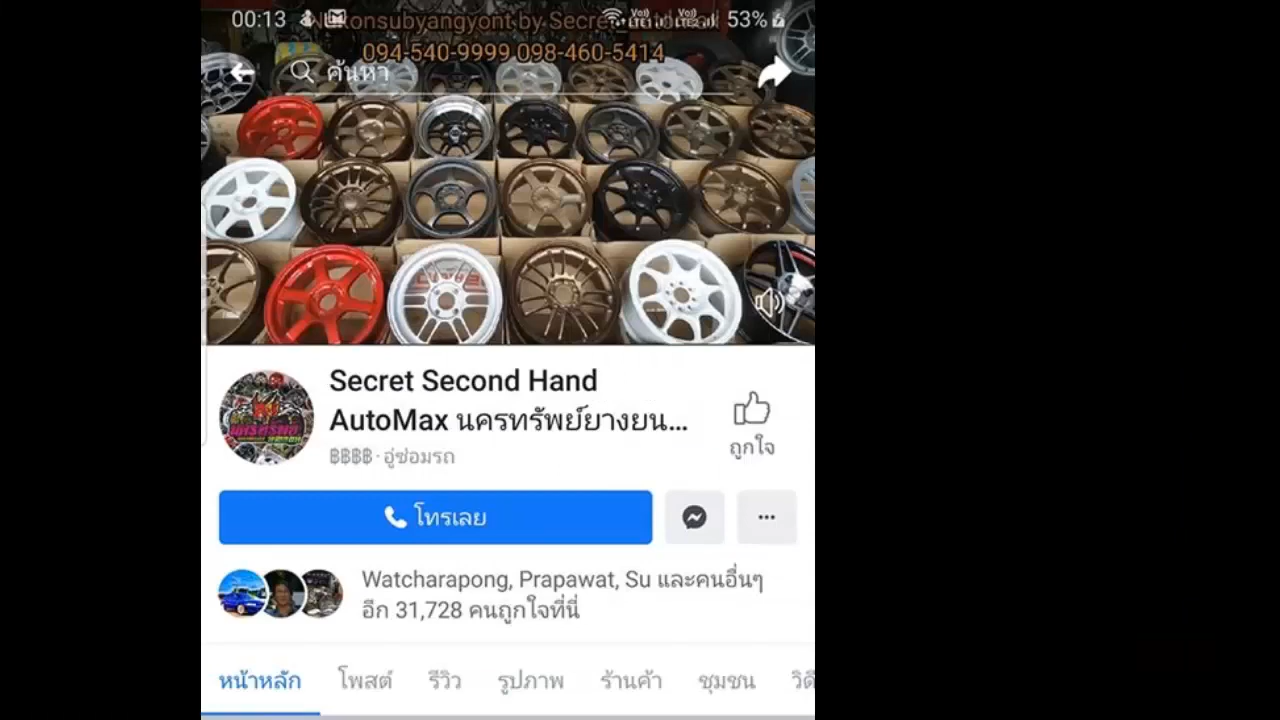 00:13
53%
Nakonsubyangyont by Secret
094-540-9999 098-460-5414
ค้นหา
Secret Second Hand
AutoMax นครทรัพย์ยางยน...
฿฿฿฿ · อู่ซ่อมรถ
ถูกใจ
โทรเลย
Watcharapong, Prapawat, Su และคนอื่นๆ
อีก 31,728 คนถูกใจที่นี่
หน้าหลัก โพสต์ รีวิว รูปภาพ ร้านค้า ชุมชน วิดี